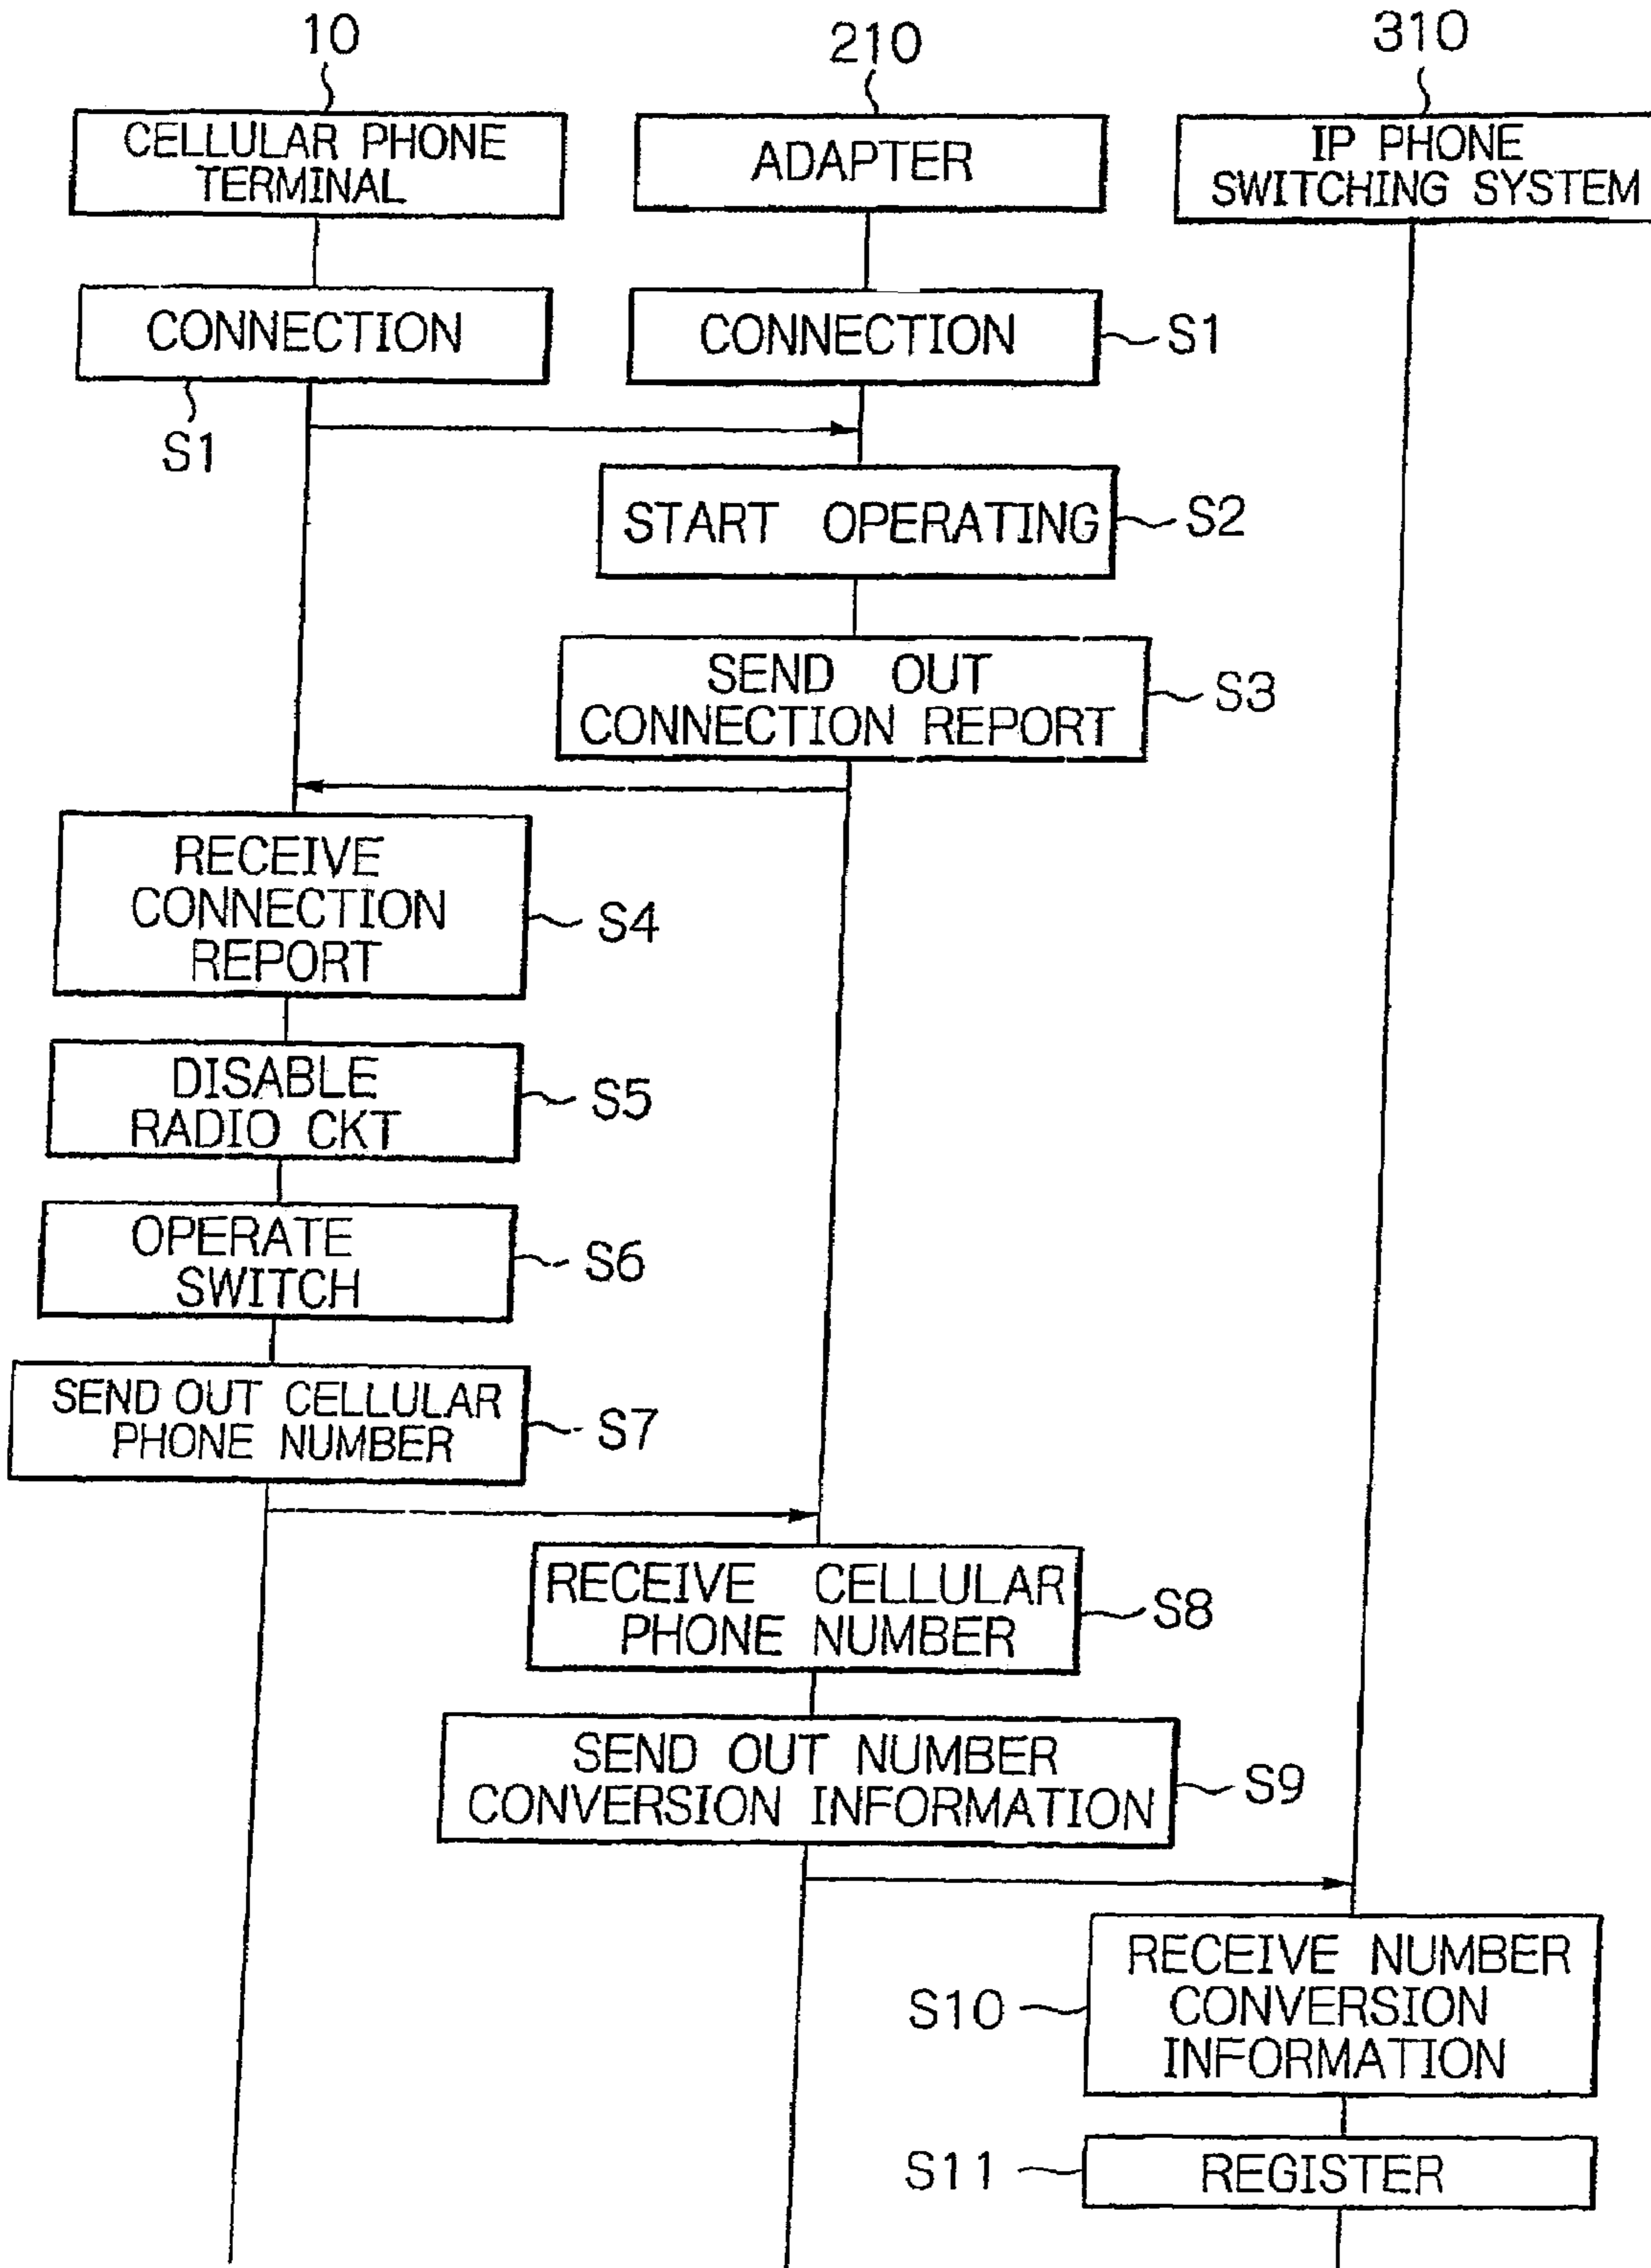 10
210
310
CELLULAR PHONE
TERMINAL
ADAPTER
IP PHONE
SWITCHING SYSTEM
CONNECTION
CONNECTION
S1
S1
START OPERATING
S2
SEND OUT
CONNECTION REPORT
S3
RECEIVE
CONNECTION
REPORT
S4
DISABLE
RADIO CKT
S5
OPERATE
SWITCH
S6
SEND OUT CELLULAR
PHONE NUMBER
S7
RECEIVE CELLULAR
PHONE NUMBER
S8
SEND OUT NUMBER
CONVERSION INFORMATION
S9
RECEIVE NUMBER
CONVERSION
INFORMATION
S10
S11
REGISTER